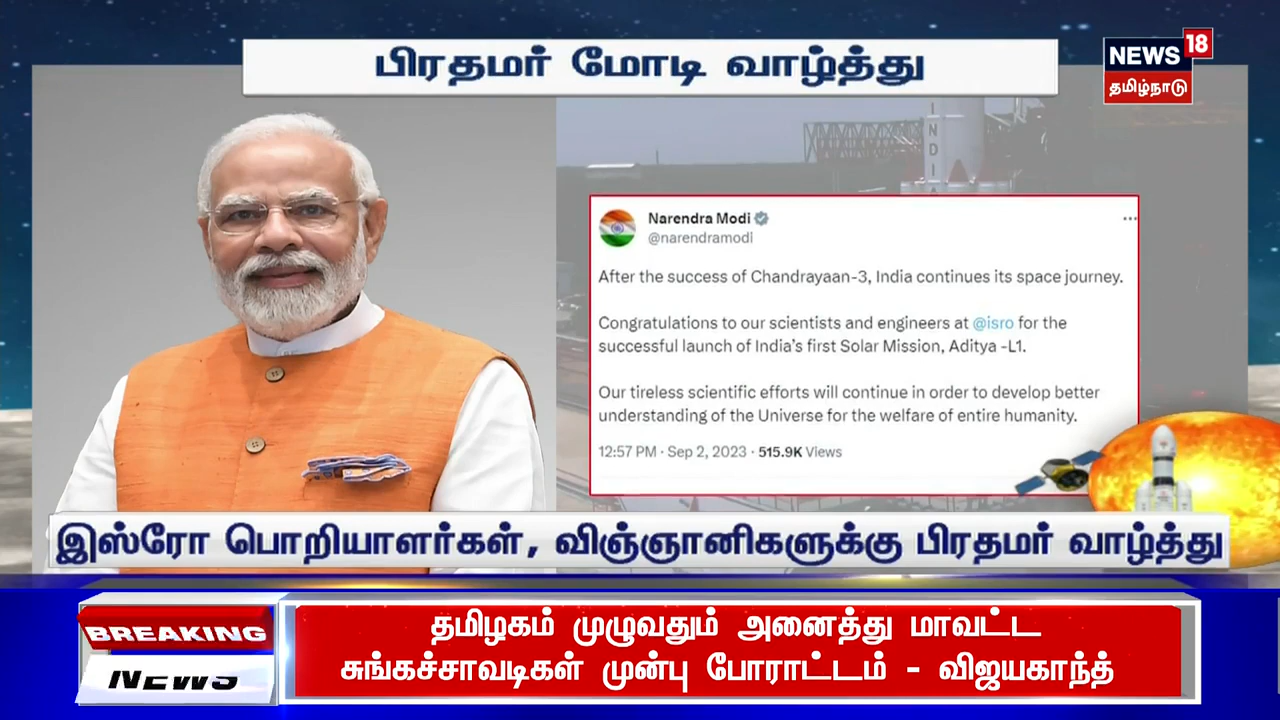 பிரதமர் மோடி வாழ்த்து
NEWS 18
தமிழ்நாடு
INDIA
Narendra Modi
@narendramodi
After the success of Chandrayaan-3, India continues its space journey.
Congratulations to our scientists and engineers at @isro for the
successful launch of India's first Solar Mission, Aditya -L1.
Our tireless scientific efforts will continue in order to develop better
understanding of the Universe for the welfare of entire humanity.
12:57 PM · Sep 2, 2023 · 515.9K Views
இஸ்ரோ பொறியாளர்கள், விஞ்ஞானிகளுக்கு பிரதமர் வாழ்த்து
BREAKING
NEWS
தமிழகம் முழுவதும் அனைத்து மாவட்ட
சுங்கச்சாவடிகள் முன்பு போராட்டம் - விஜயகாந்த்